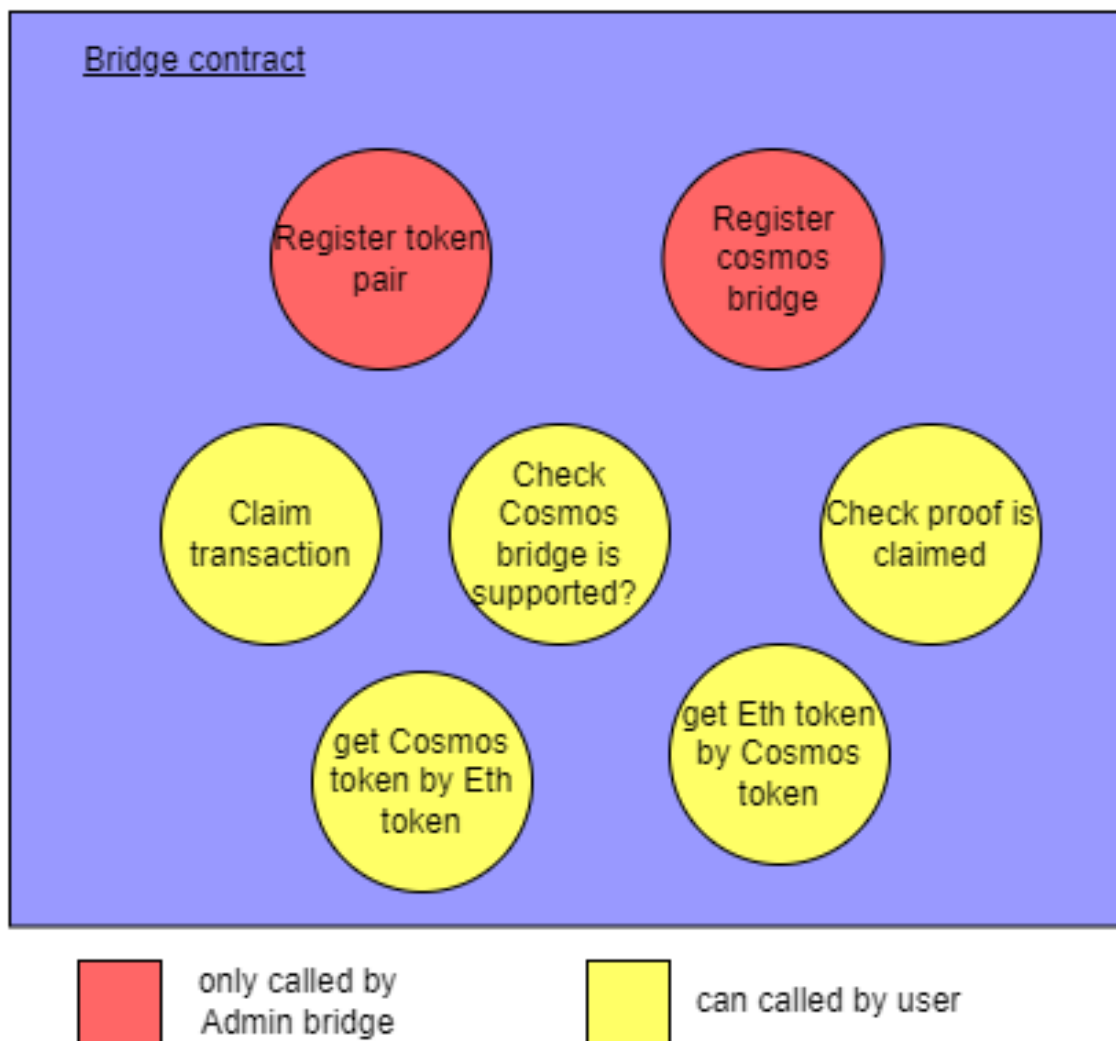 Bridge contract
Register token
pair
Register
cosmos
bridge
Claim
transaction
Check
Cosmos
bridge is
supported?
Check proof is
claimed
get Cosmos
token by Eth
token
get Eth token
by Cosmos
token
only called by
Admin bridge
can called by user